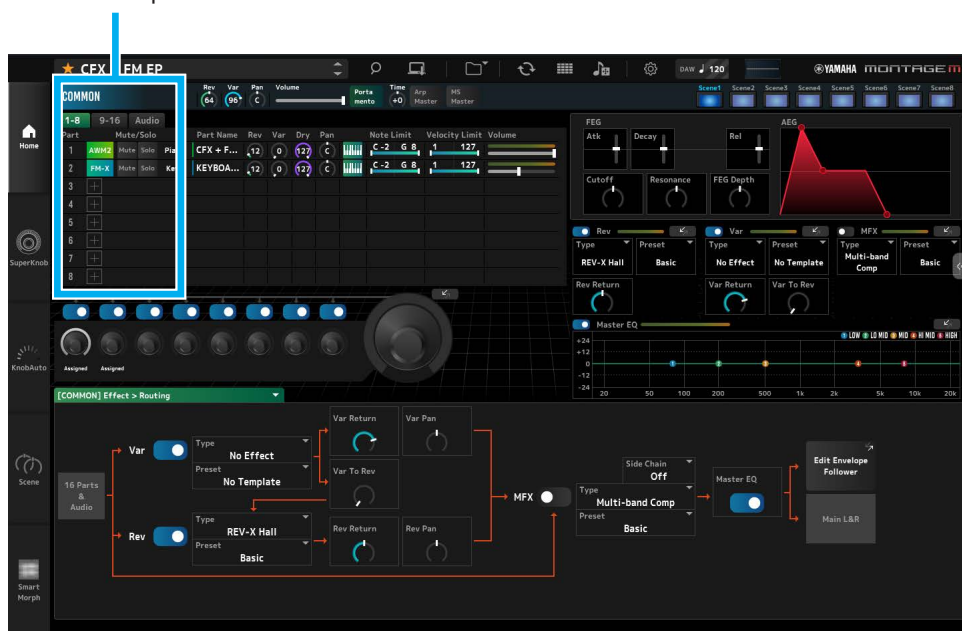 ★ CFX FM EP
DAW ♩ 120
YAMAHA MONTAGE M
COMMON
Rev Var Pan Volume
64 96 C
Porta mento
Time +0
Arp Master
MS Master
Scene1 Scene2 Scene3 Scene4 Scene5 Scene6 Scene7 Scene8
1-8 9-16 Audio
Part Mute/Solo Part Name Rev Var Dry Pan Note Limit Velocity Limit Volume
1 AWM2 Mute Solo Pia CFX + F... 12 0 127 C C -2 G 8 1 127
2 FM-X Mute Solo Ke KEYBOA... 12 0 127 C C -2 G 8 1 127
3 +
4 +
5 +
6 +
7 +
8 +
Home
SuperKnob
KnobAuto
Scene
Smart
Morph
FEG
Atk Decay Rel
Cutoff Resonance FEG Depth
AEG
Rev Var MFX
Type Preset Type Preset Type Preset
REV-X Hall Basic No Effect No Template Multi-band Comp Basic
Rev Return Var Return Var To Rev
Master EQ
1 LOW 2 LO MID 3 MID 4 HI MID 5 HIGH
+24
+12
0
-12
-24
20 50 100 200 500 1k 2k 5k 10k 20k
Assigned Assigned
[COMMON] Effect > Routing
16 Parts
&
Audio
Var
Type
No Effect
Preset
No Template
Var Return Var Pan
Var To Rev
Rev
Type
REV-X Hall
Preset
Basic
Rev Return Rev Pan
MFX
Side Chain
Off
Type
Multi-band Comp
Preset
Basic
Master EQ
Edit Envelope
Follower
Main L&R